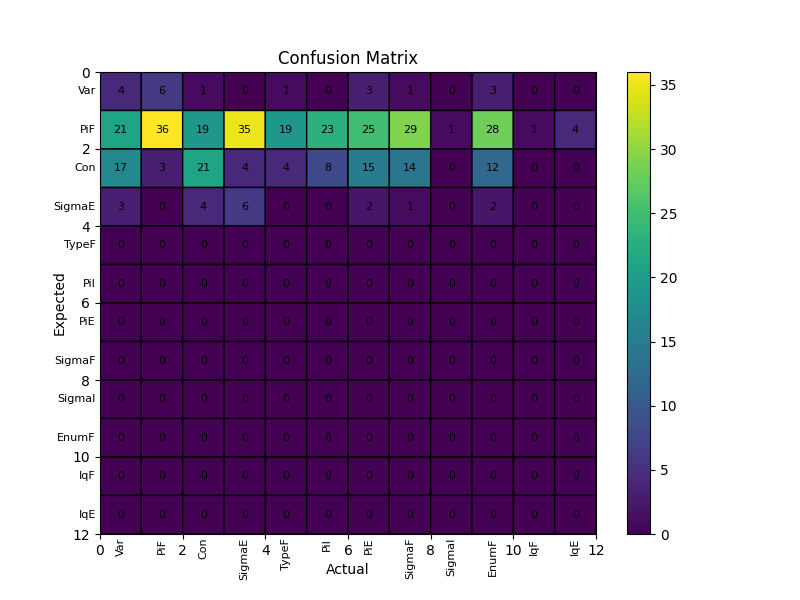 Confusion Matrix
0
Var 4 6 1 0 1 0 3 1 0 3 0 0
PiF 21 36 19 35 19 23 25 29 1 28 1 4
2
Con 17 3 21 4 4 8 15 14 0 12 0 0
SigmaE 3 0 4 6 0 0 2 1 0 2 0 0
4
TypeF 0 0 0 0 0 0 0 0 0 0 0 0
PiI 0 0 0 0 0 0 0 0 0 0 0 0
6
PiE 0 0 0 0 0 0 0 0 0 0 0 0
SigmaF 0 0 0 0 0 0 0 0 0 0 0 0
8
SigmaI 0 0 0 0 0 0 0 0 0 0 0 0
EnumF 0 0 0 0 0 0 0 0 0 0 0 0
10
IqF 0 0 0 0 0 0 0 0 0 0 0 0
IqE 0 0 0 0 0 0 0 0 0 0 0 0
12
Expected
0 2 4 6 8 10 12
Var PiF Con SigmaE TypeF PiI PiE SigmaF SigmaI EnumF IqF IqE
Actual
35
30
25
20
15
10
5
0